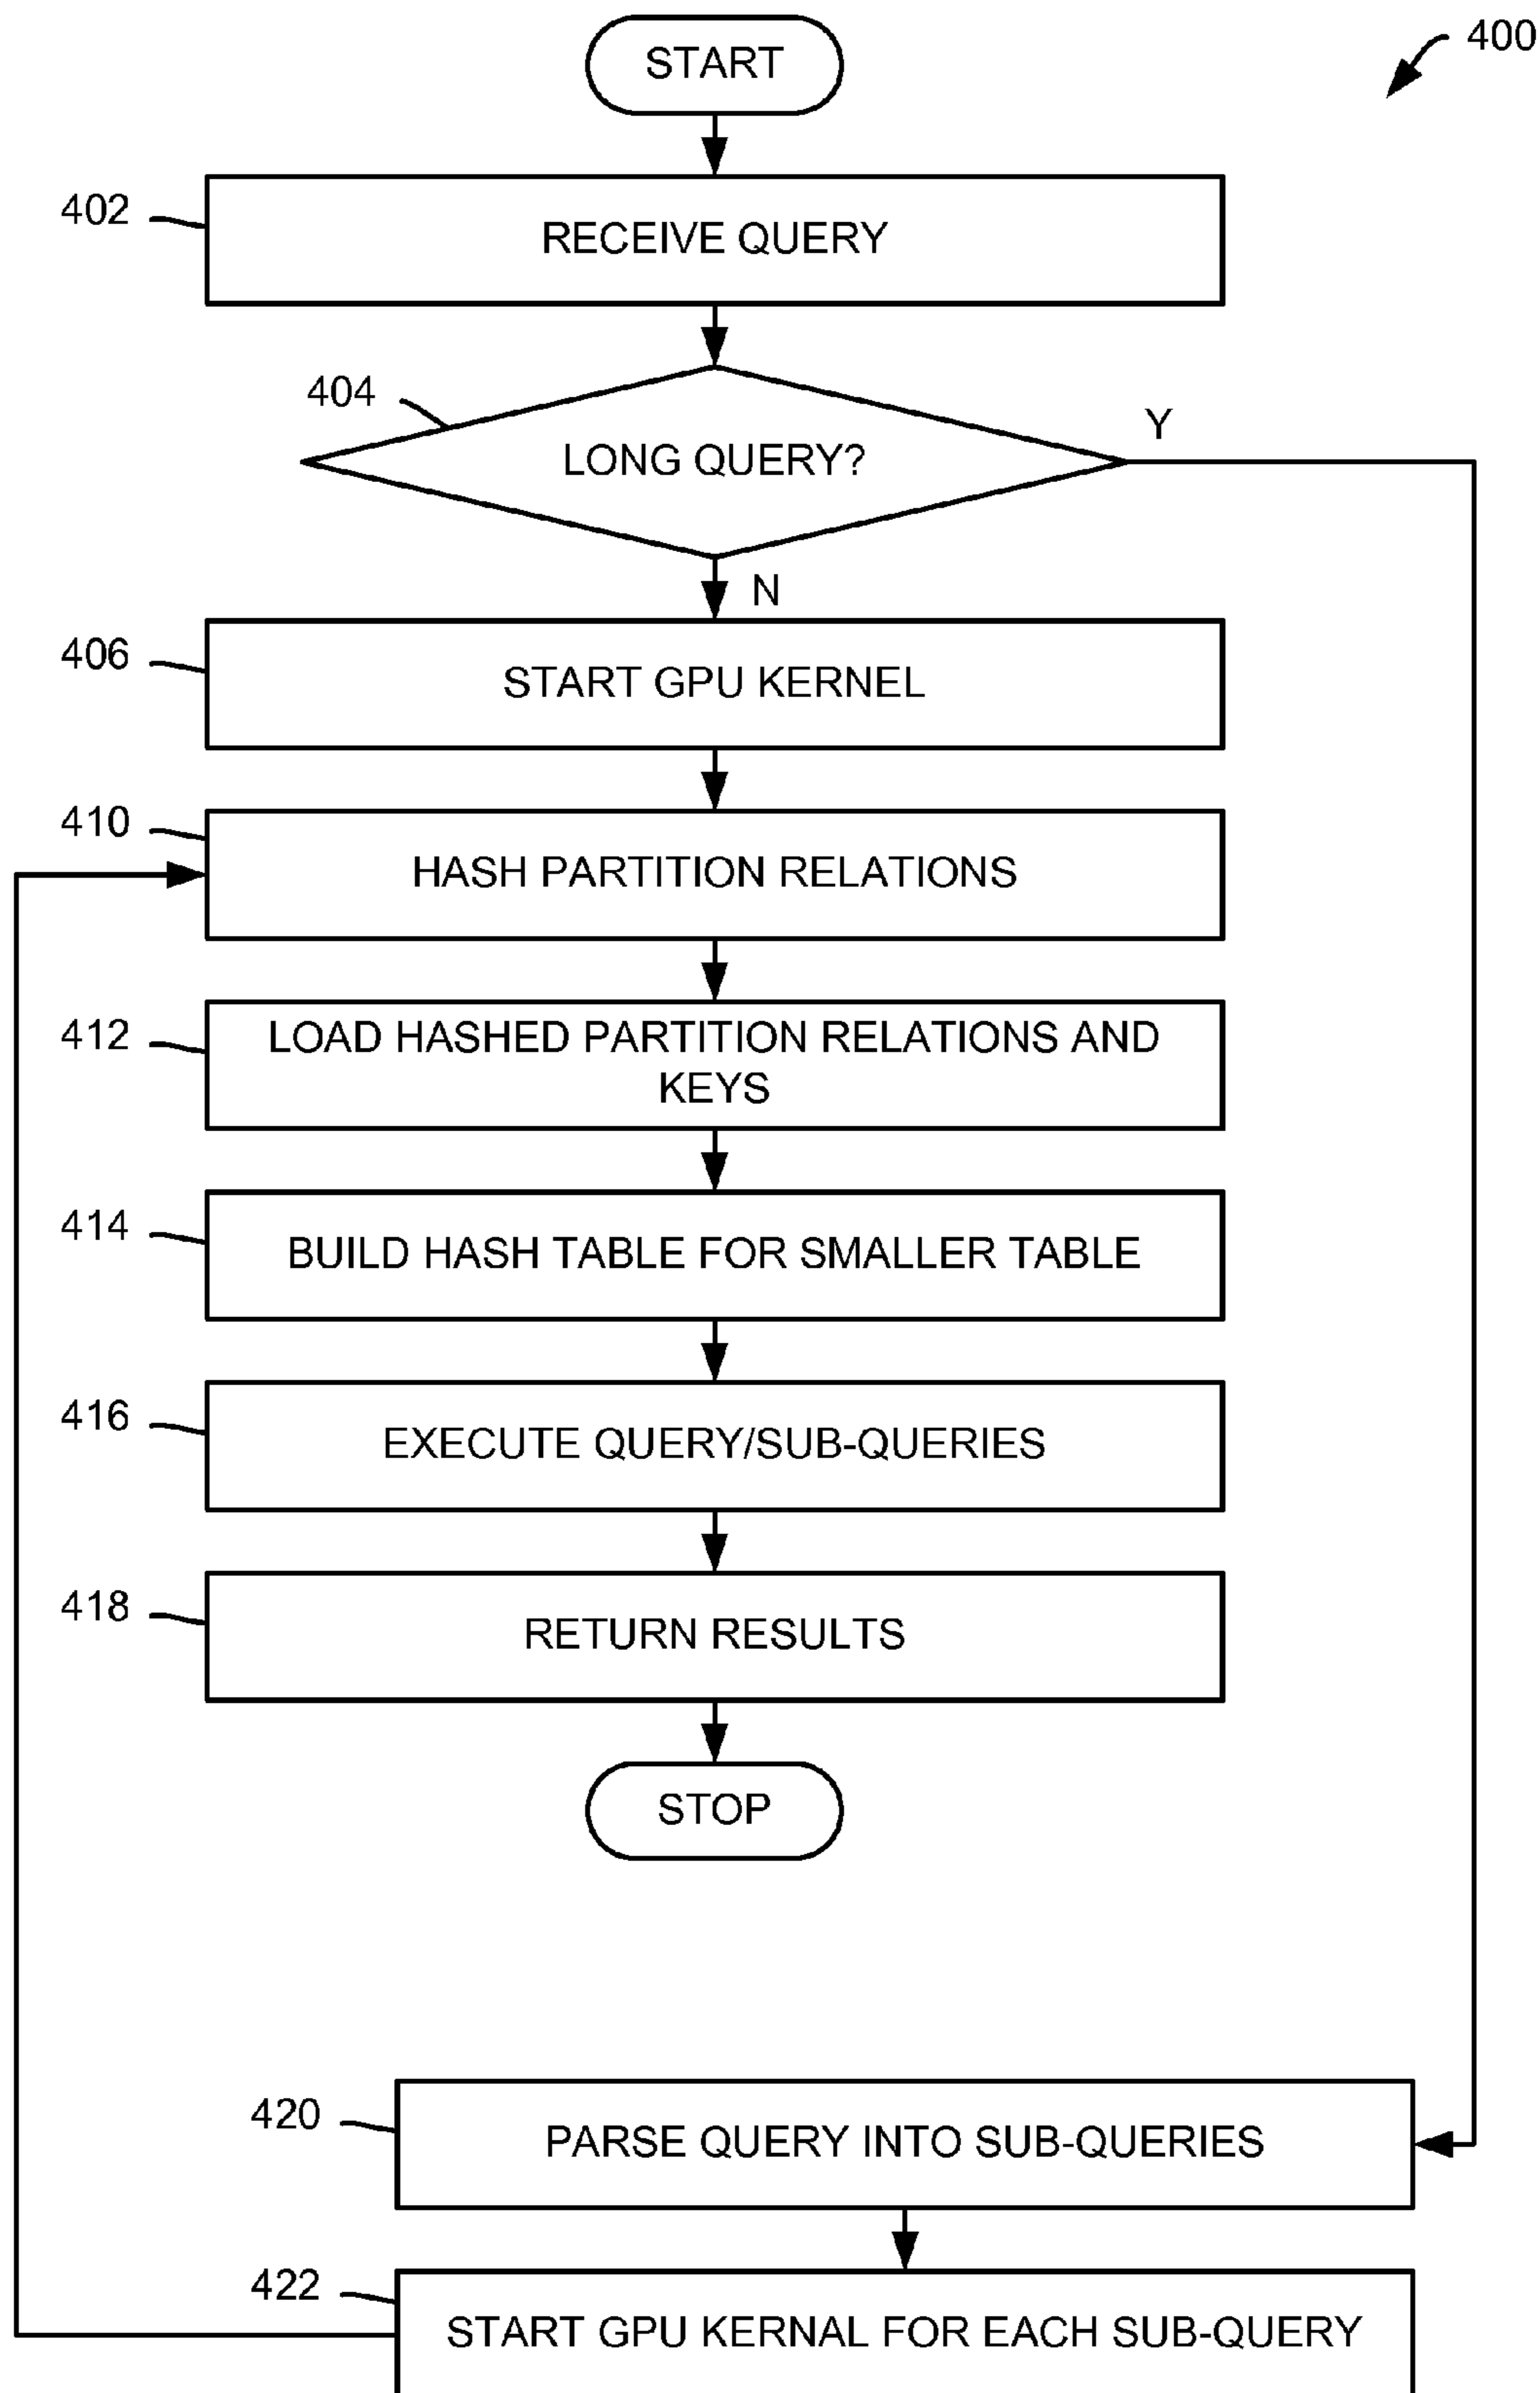 START
400
402
RECEIVE QUERY
404
LONG QUERY?
Y
N
406
START GPU KERNEL
410
HASH PARTITION RELATIONS
412
LOAD HASHED PARTITION RELATIONS AND
KEYS
414
BUILD HASH TABLE FOR SMALLER TABLE
416
EXECUTE QUERY/SUB-QUERIES
418
RETURN RESULTS
STOP
420
PARSE QUERY INTO SUB-QUERIES
422
START GPU KERNAL FOR EACH SUB-QUERY